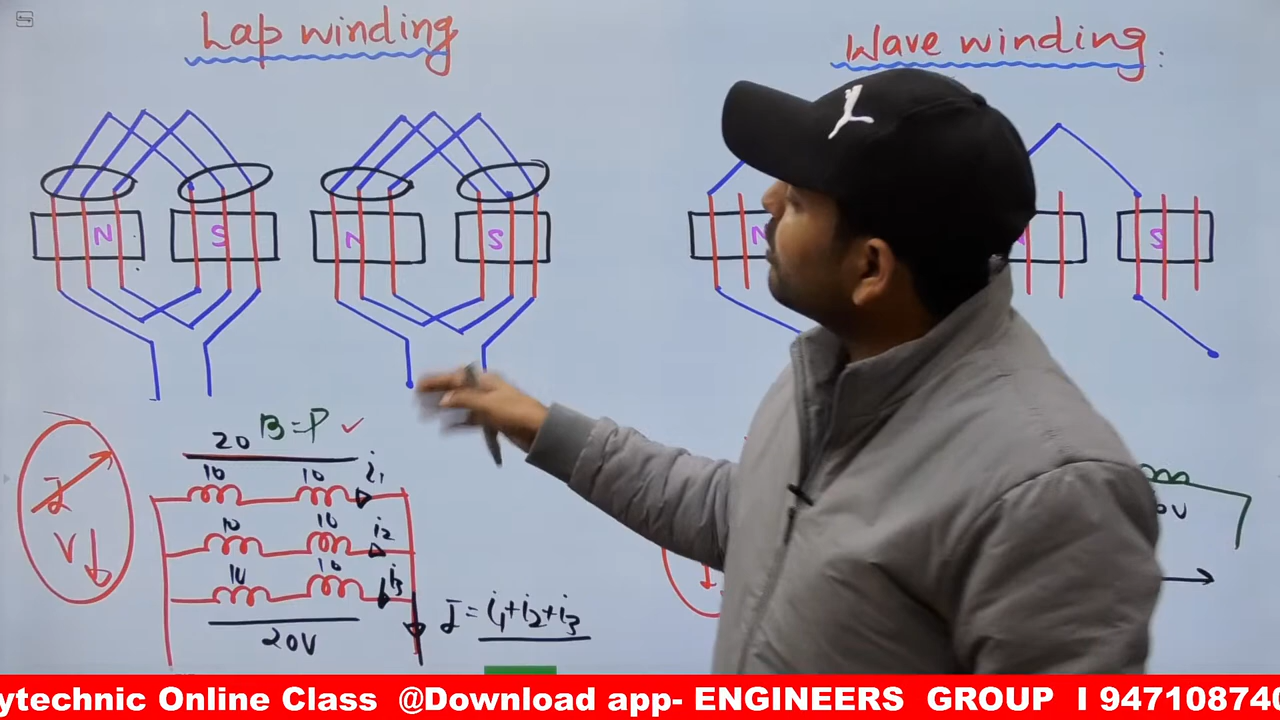 Lap winding
Wave winding.
N S N S
N S
20 B=P ✓
10 10 i1
10 10 i2
10 10 i3
20V
I
V
I = i1+i2+i3
ytechnic Online Class @Download app- ENGINEERS GROUP I 94710874